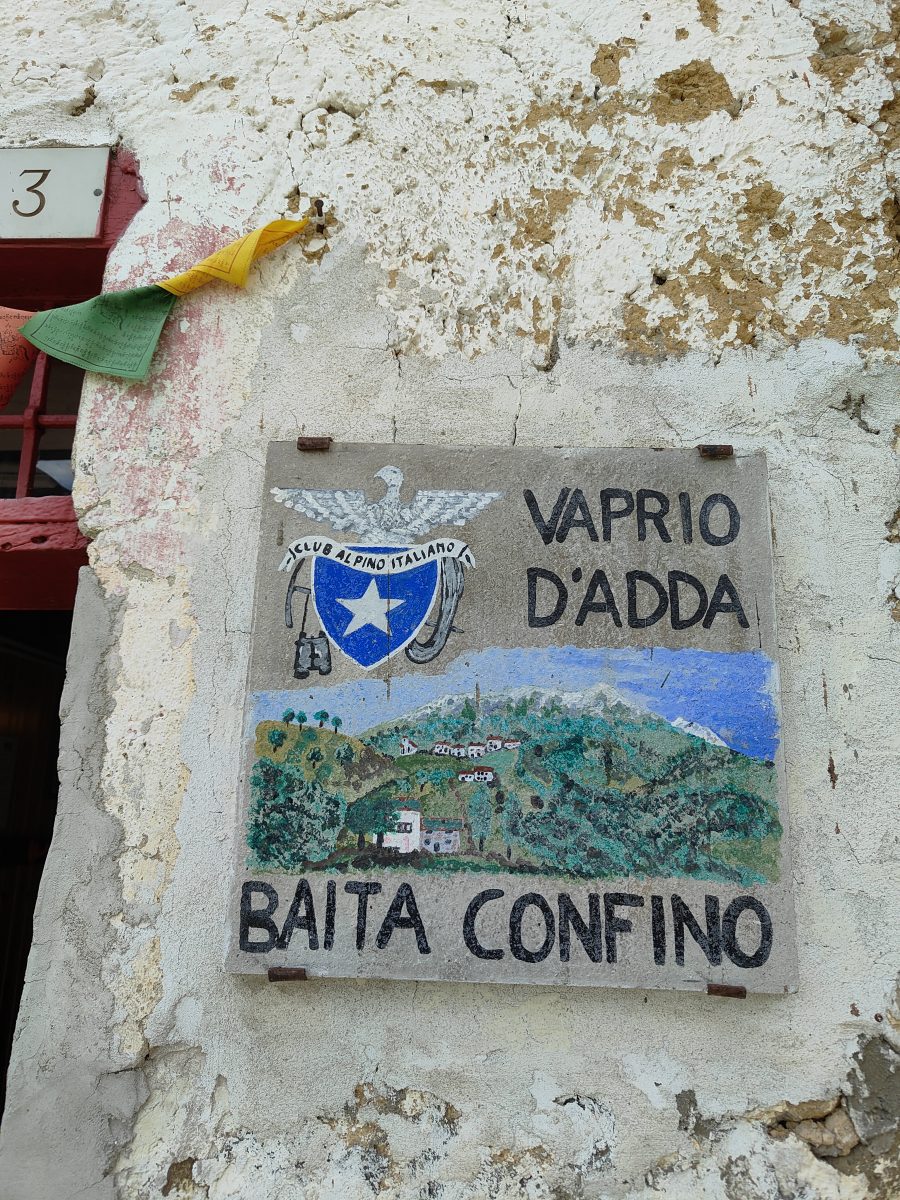 3
CLUB ALPINO ITALIANO
VAPRIO
D'ADDA
BAITA CONFINO